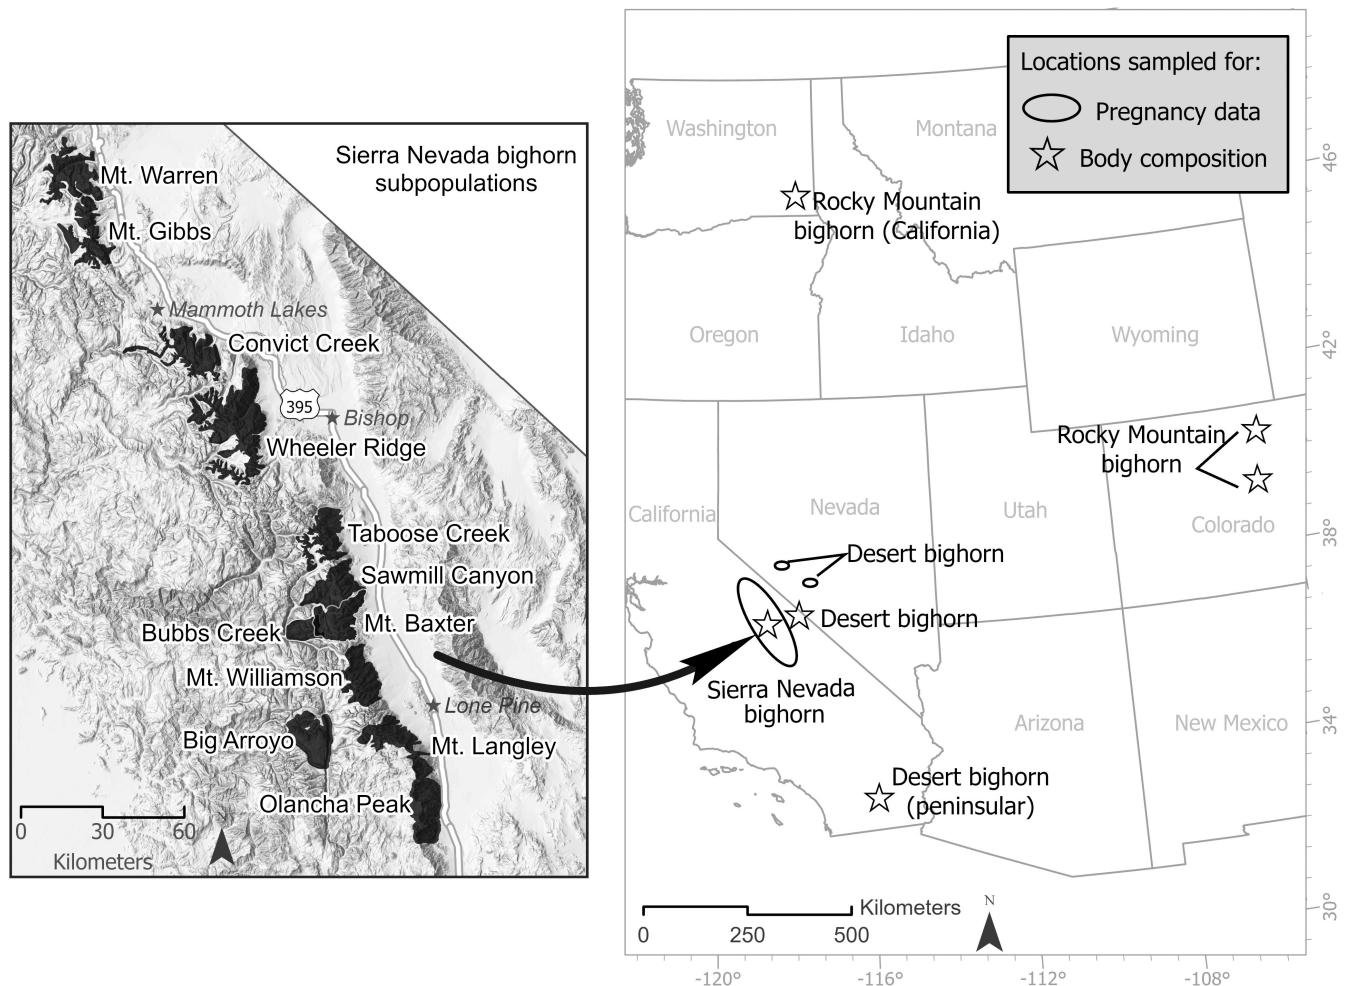 Sierra Nevada bighorn
subpopulations
Mt. Warren
Mt. Gibbs
Mammoth Lakes
Convict Creek
395
Bishop
Wheeler Ridge
Taboose Creek
Sawmill Canyon
Bubbs Creek
Mt. Baxter
Mt. Williamson
Lone Pine
Big Arroyo
Mt. Langley
Olancha Peak
0 30 60
Kilometers
N
Locations sampled for:
Pregnancy data
Body composition
Washington
Montana
Rocky Mountain
bighorn (California)
Oregon
Idaho
Wyoming
Rocky Mountain
bighorn
California
Nevada
Utah
Colorado
Desert bighorn
Desert bighorn
Sierra Nevada
bighorn
Arizona
New Mexico
Desert bighorn
(peninsular)
0 250 500
Kilometers
N
46°
42°
38°
34°
30°
-120° -116° -112° -108°